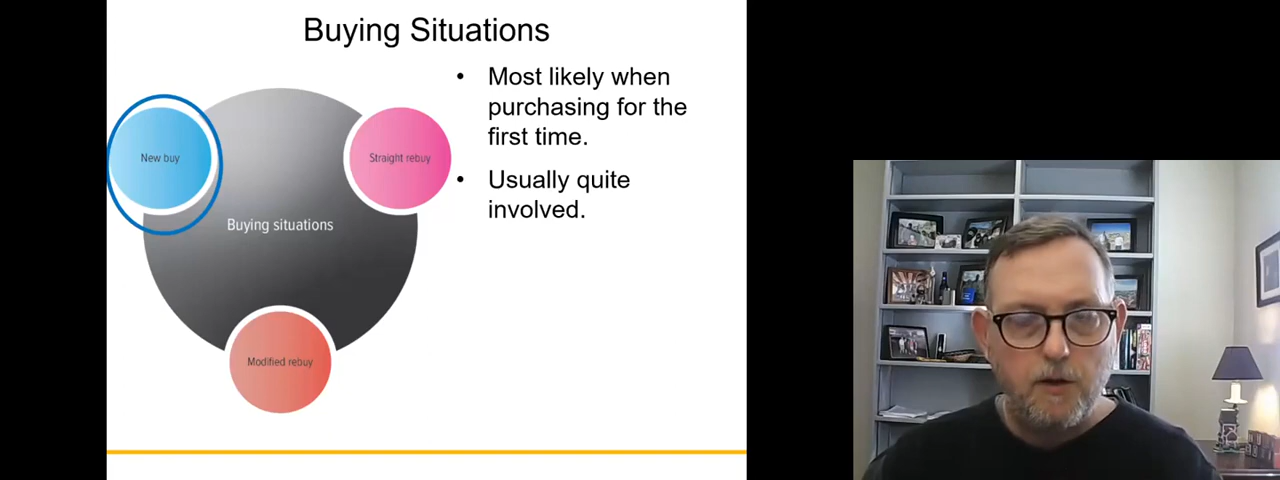 Buying Situations
• Most likely when
purchasing for the
first time.
• Usually quite
involved.
New buy
Straight rebuy
Buying situations
Modified rebuy